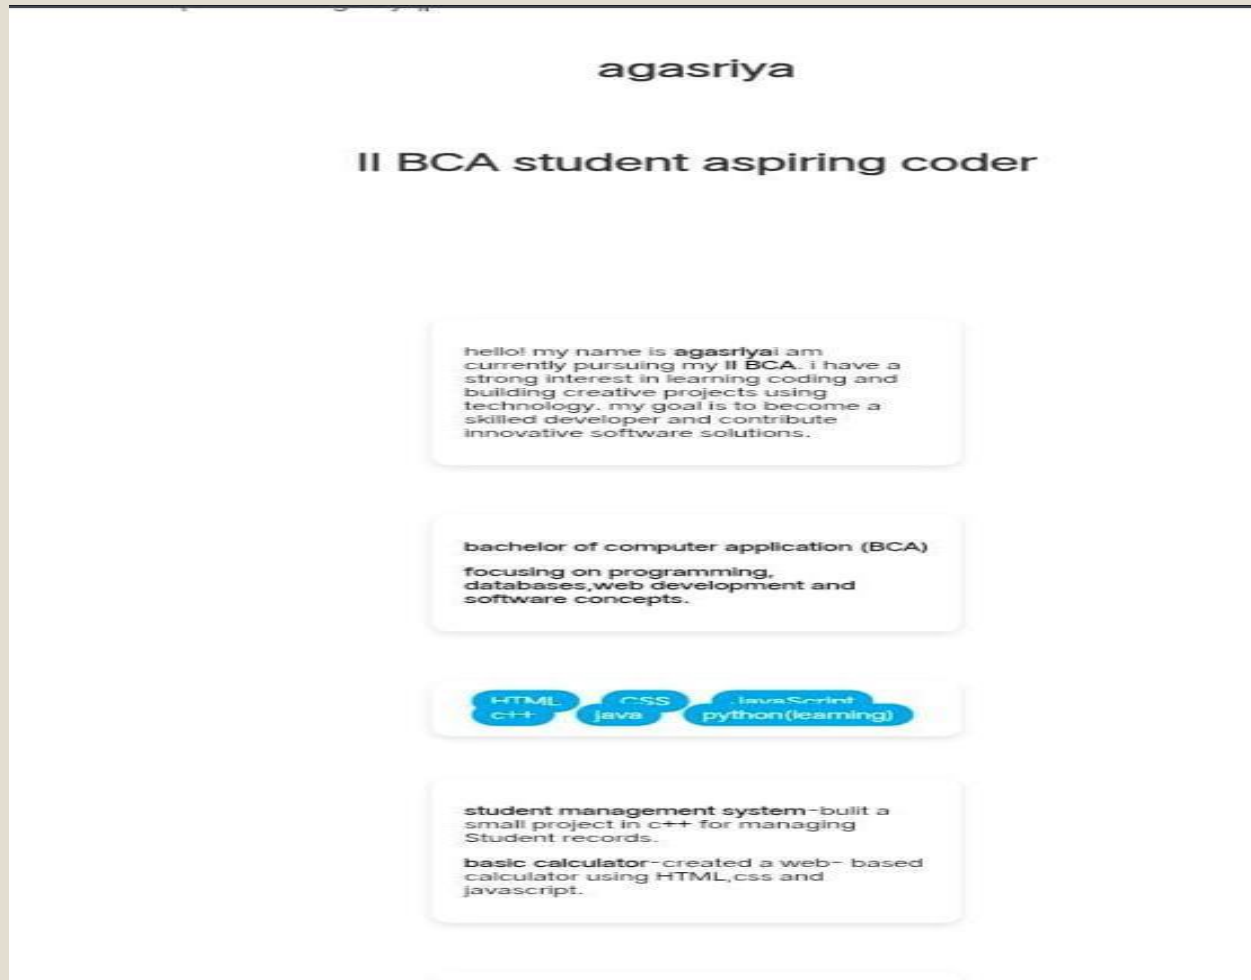 agasriya
II BCA student aspiring coder
hello! my name is agasriyai am
currently pursuing my II BCA. i have a
strong interest in learning coding and
building creative projects using
technology. my goal is to become a
skilled developer and contribute
innovative software solutions.
bachelor of computer application (BCA)
focusing on programming,
databases,web development and
software concepts.
HTML CSS JavaScript
c++ java python(learning)
student management system-bulit a
small project in c++ for managing
Student records.
basic calculator-created a web- based
calculator using HTML,css and
javascript.